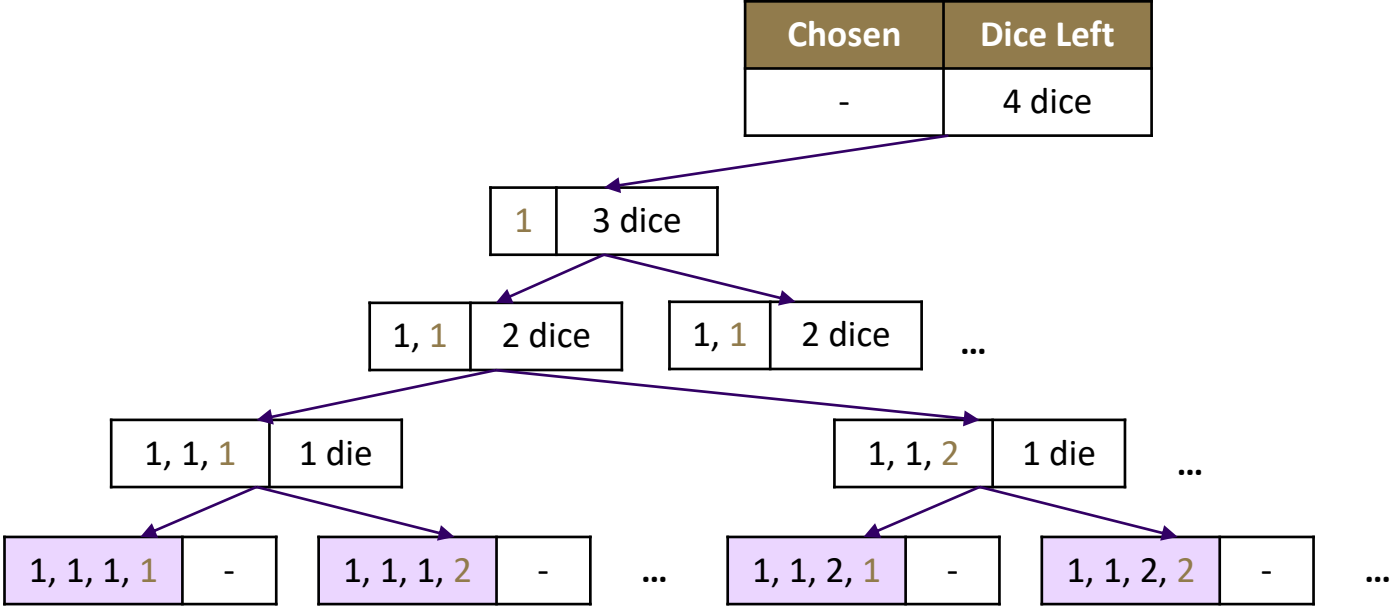 Chosen Dice Left
- 4 dice
1 3 dice
1, 1 2 dice 1, 1 2 dice ...
1, 1, 1 1 die 1, 1, 2 1 die ...
1, 1, 1, 1 - 1, 1, 1, 2 - ... 1, 1, 2, 1 - 1, 1, 2, 2 - ...